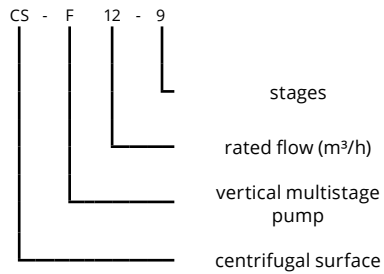 CS - F 12 - 9
stages
rated flow (m³/h)
vertical multistage
pump
centrifugal surface